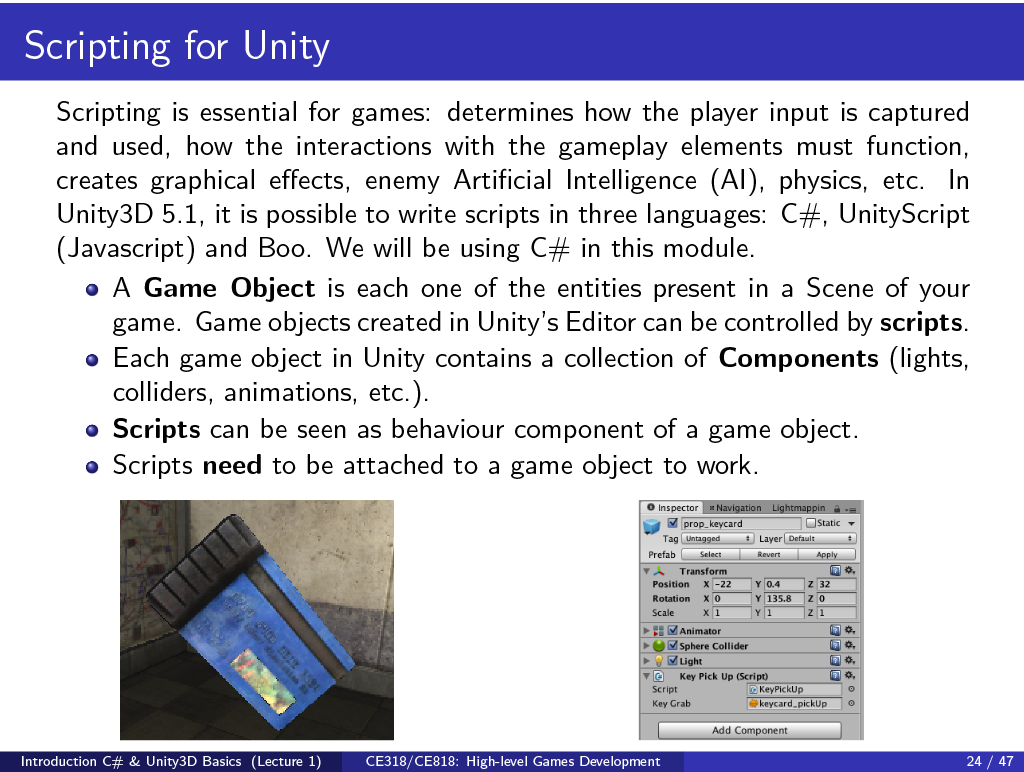 Scripting for Unity
Scripting is essential for games: determines how the player input is captured
and used, how the interactions with the gameplay elements must function,
creates graphical effects, enemy Artificial Intelligence (AI), physics, etc. In
Unity3D 5.1, it is possible to write scripts in three languages: C#, UnityScript
(Javascript) and Boo. We will be using C# in this module.
A Game Object is each one of the entities present in a Scene of your
game. Game objects created in Unity's Editor can be controlled by scripts.
Each game object in Unity contains a collection of Components (lights,
colliders, animations, etc.).
Scripts can be seen as behaviour component of a game object.
Scripts need to be attached to a game object to work.
Inspector Navigation Lightmappin
prop_keycard Static
Tag Untagged Layer Default
Prefab Select Revert Apply
Transform
Position X -22 Y 0.4 Z 32
Rotation X 0 Y 135.8 Z 0
Scale X 1 Y 1 Z 1
Animator
Sphere Collider
Light
Key Pick Up (Script)
Script KeyPickUp
Key Grab keycard_pickUp
Add Component
Introduction C# & Unity3D Basics (Lecture 1) CE318/CE818: High-level Games Development 24 / 47